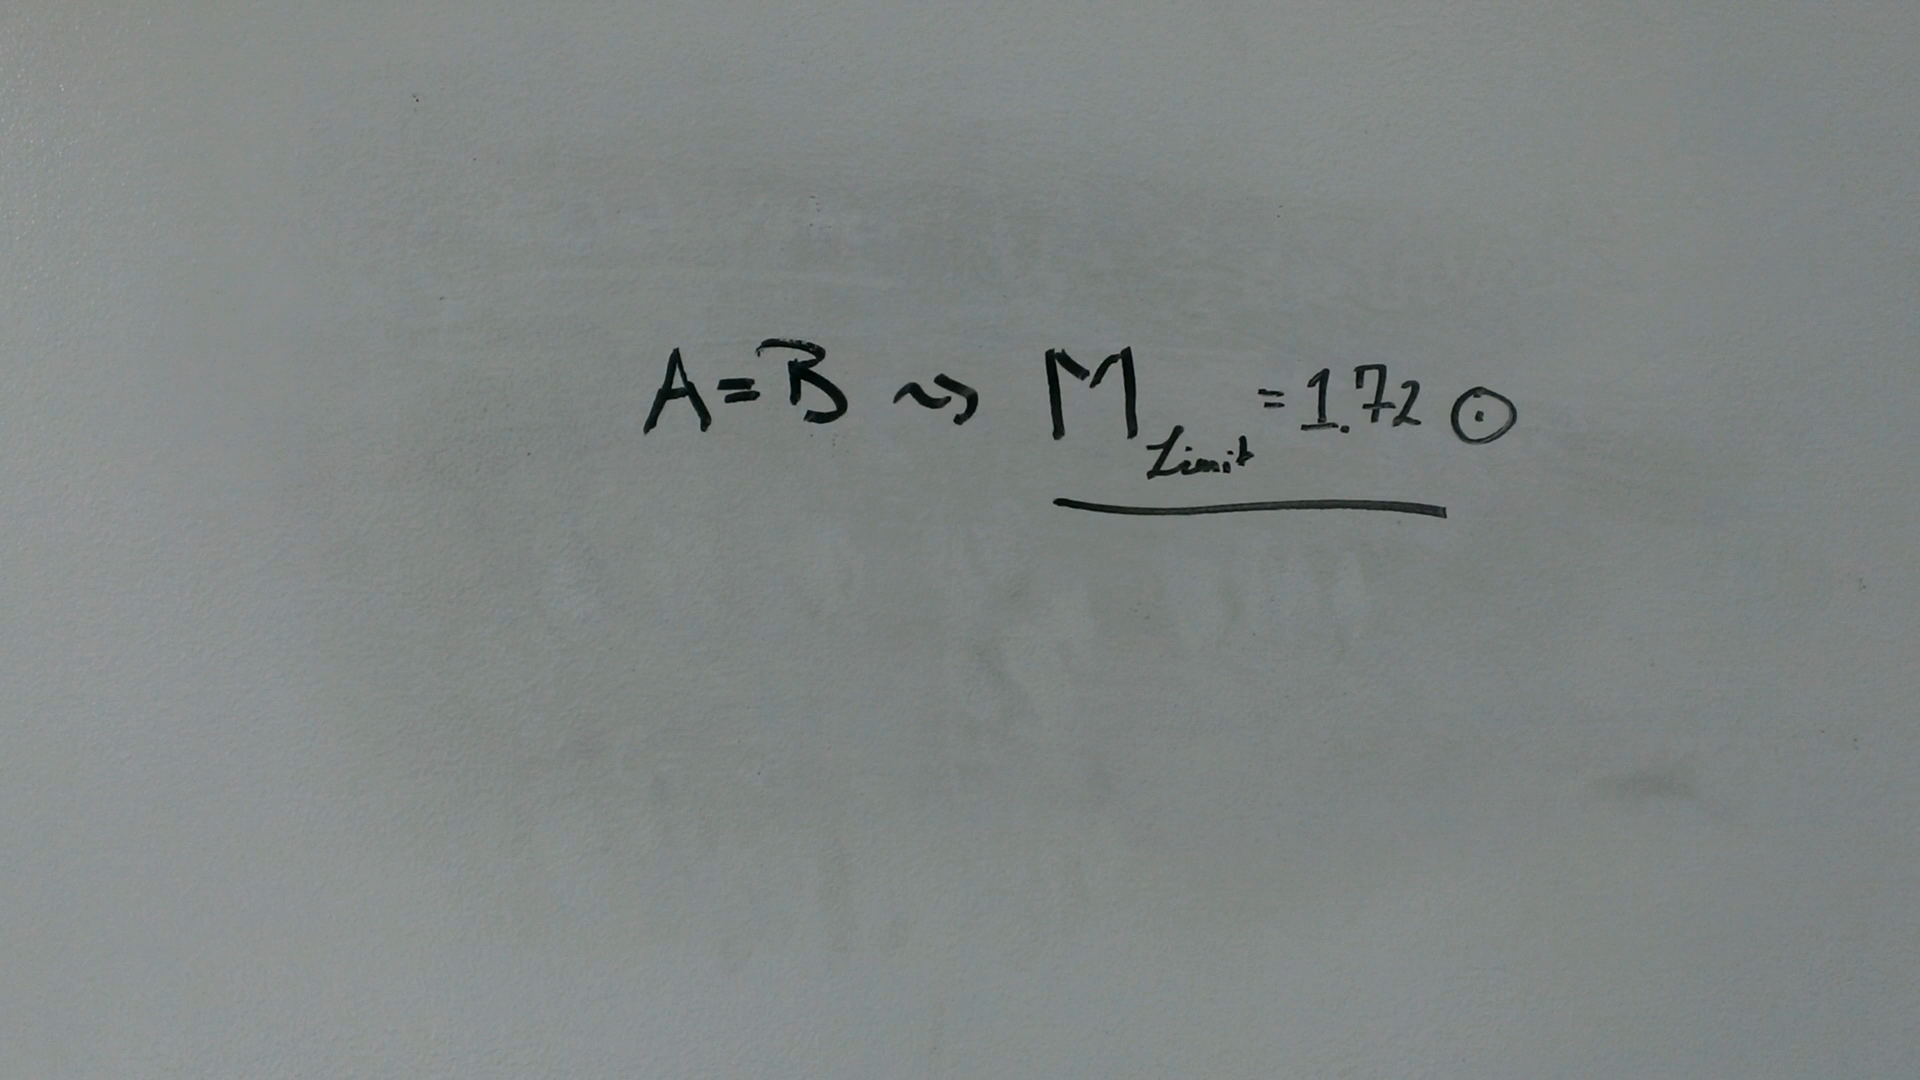 A=B ⇝ M_Limit = 1.72 ⊙